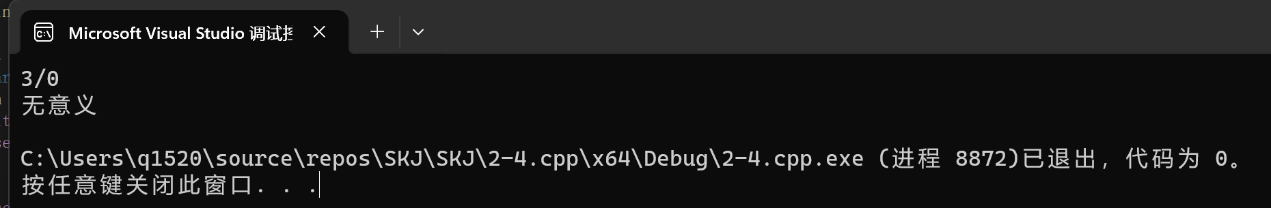 Microsoft Visual Studio 调试
3/0
无意义
C:\Users\q1520\source\repos\SKJ\SKJ\2-4.cpp\x64\Debug\2-4.cpp.exe (进程 8872)已退出，代码为 0。
按任意键关闭此窗口. . .